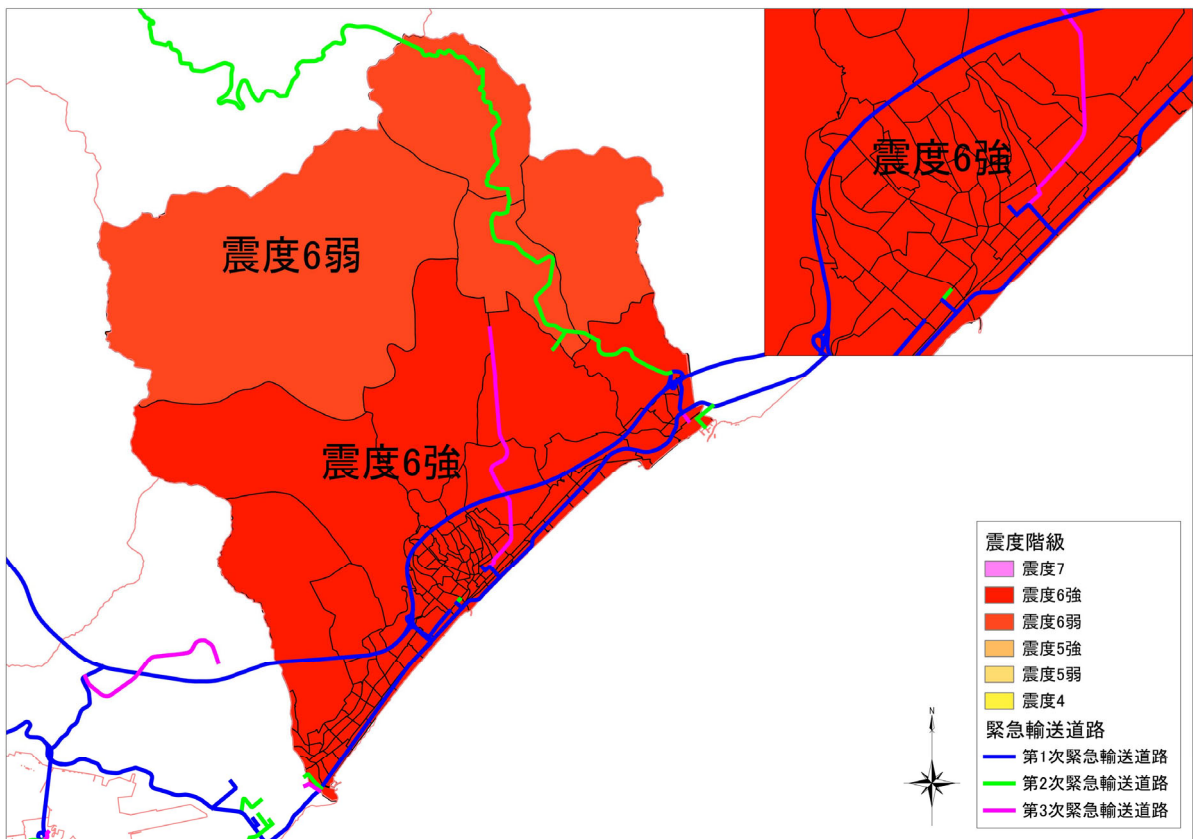 震度6強
震度6弱
震度6強
震度階級
震度7
震度6強
震度6弱
震度5強
震度5弱
震度4
緊急輸送道路
第1次緊急輸送道路
第2次緊急輸送道路
第3次緊急輸送道路
N